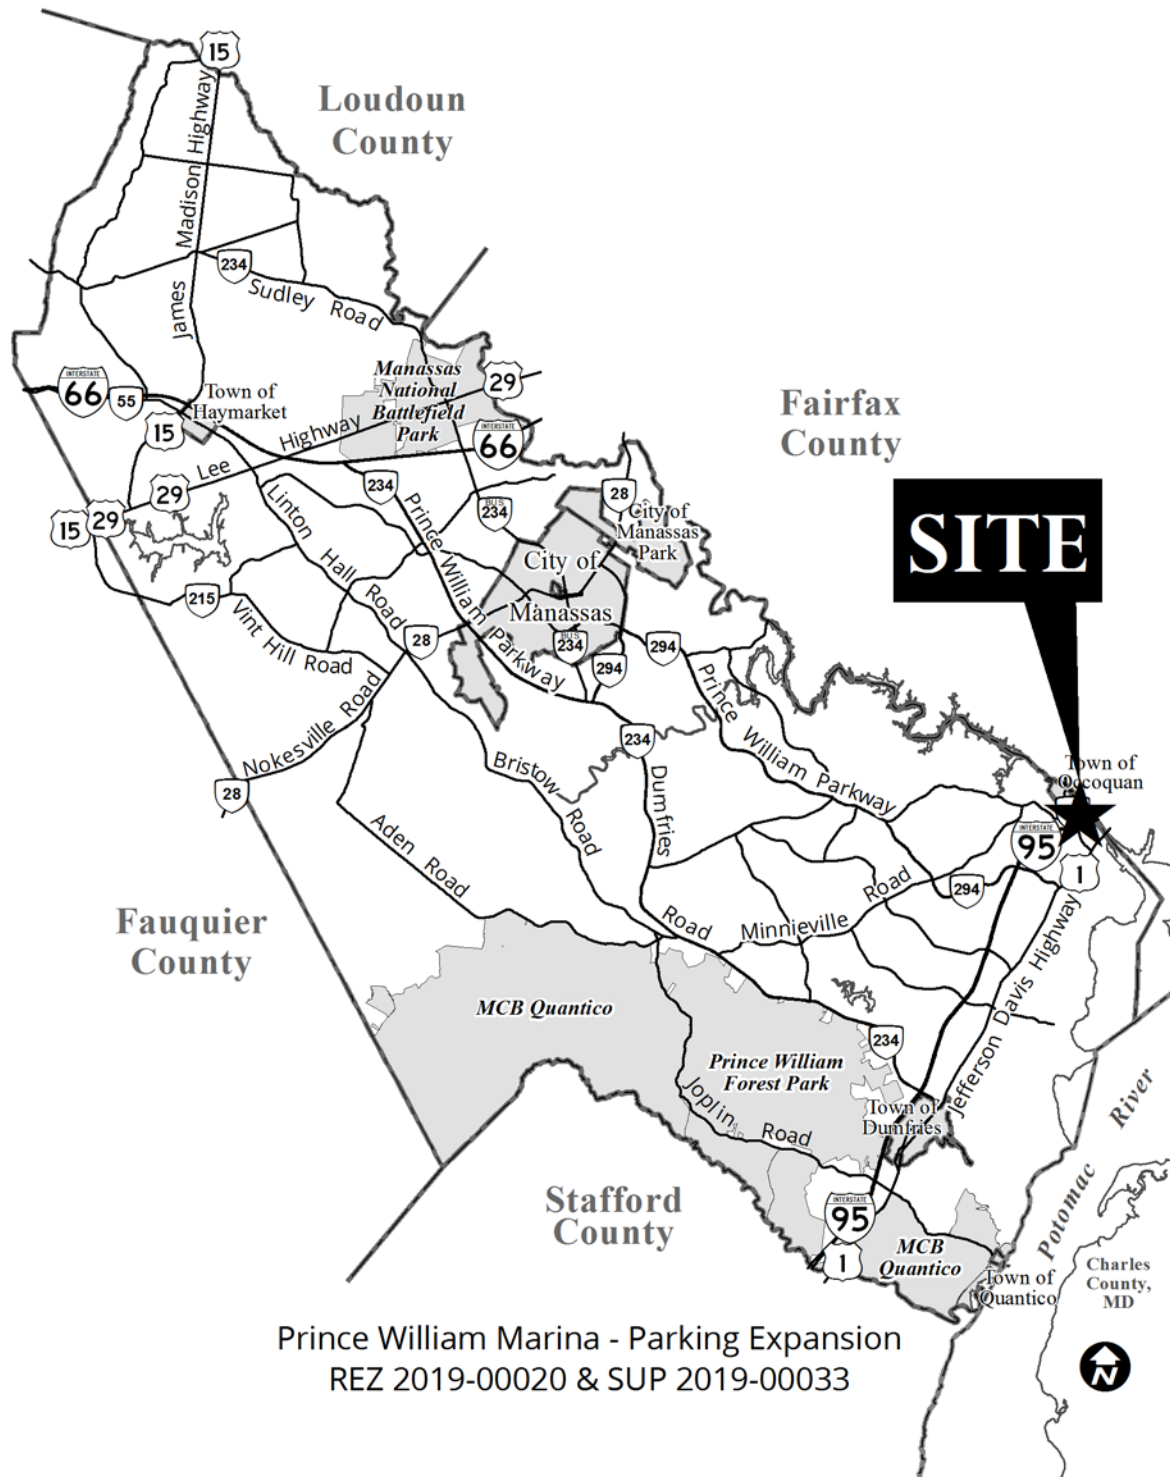 15
Loudoun
County
James Madison Highway
234
Sudley Road
INTERSTATE
66
55
Town of
Haymarket
Manassas
National
Battlefield
Park
29
Fairfax
County
15
Lee Highway
INTERSTATE
66
234
29
15
29
BUS
234
28
City of
Manassas
Park
SITE
Linton Hall Road
Prince William Parkway
City of
Manassas
215
Vint Hill Road
28
BUS
234
294
294
Prince William Parkway
Nokesville Road
28
234
Bristow Road
Dumfries Road
Town of
Occoquan
Aden Road
INTERSTATE
95
1
294
Minnieville Road
Fauquier
County
MCB Quantico
Jefferson Davis Highway
234
Prince William
Forest Park
Joplin Road
Town of
Dumfries
Potomac River
Stafford
County
INTERSTATE
95
1
MCB
Quantico
Town of
Quantico
Charles
County,
MD
Prince William Marina - Parking Expansion
REZ 2019-00020 & SUP 2019-00033
N